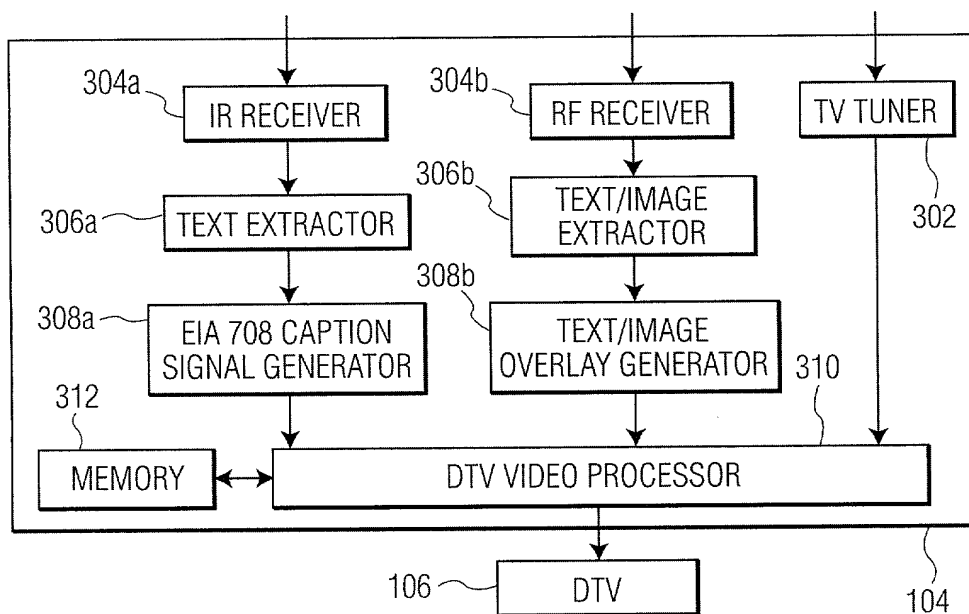 304a
IR RECEIVER
304b
RF RECEIVER
TV TUNER
302
306a
TEXT EXTRACTOR
306b
TEXT/IMAGE
EXTRACTOR
308a
EIA 708 CAPTION
SIGNAL GENERATOR
308b
TEXT/IMAGE
OVERLAY GENERATOR
310
312
MEMORY
DTV VIDEO PROCESSOR
106
DTV
104